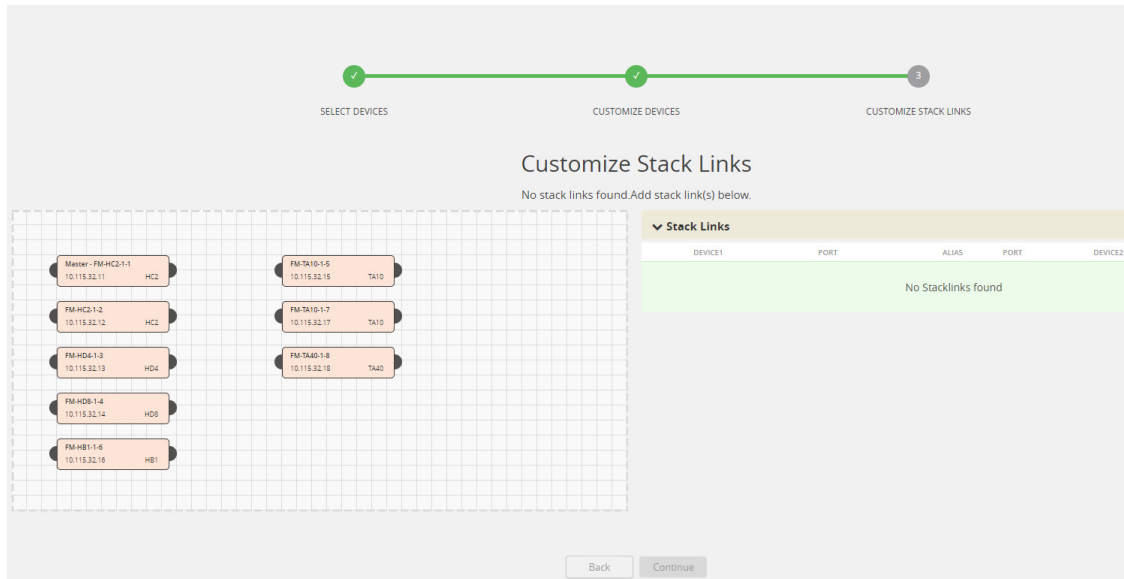 3
SELECT DEVICES
CUSTOMIZE DEVICES
CUSTOMIZE STACK LINKS
Customize Stack Links
No stack links found.Add stack link(s) below.
Stack Links
DEVICE1 PORT ALIAS PORT DEVICE2
No Stacklinks found
Master - FM-HC2-1-1
10.115.32.11 HC2
FM-HC2-1-2
10.115.32.12 HC2
FM-HD4-1-3
10.115.32.13 HD4
FM-HD8-1-4
10.115.32.14 HD8
FM-HB1-1-6
10.115.32.16 HB1
FM-TA10-1-5
10.115.32.15 TA10
FM-TA10-1-7
10.115.32.17 TA10
FM-TA40-1-8
10.115.32.18 TA40
Back
Continue